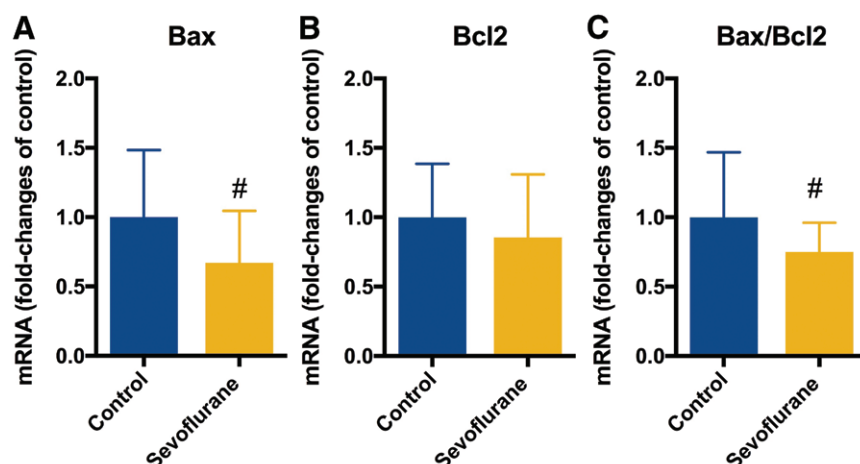 A
Bax
mRNA (fold-changes of control)
2.0
1.5
#
1.0
0.5
0.0
Control
Sevoflurane
B
Bcl2
mRNA (fold-changes of control)
2.0
1.5
1.0
0.5
0.0
Control
Sevoflurane
C
Bax/Bcl2
mRNA (fold-changes of control)
2.0
1.5
#
1.0
0.5
0.0
Control
Sevoflurane